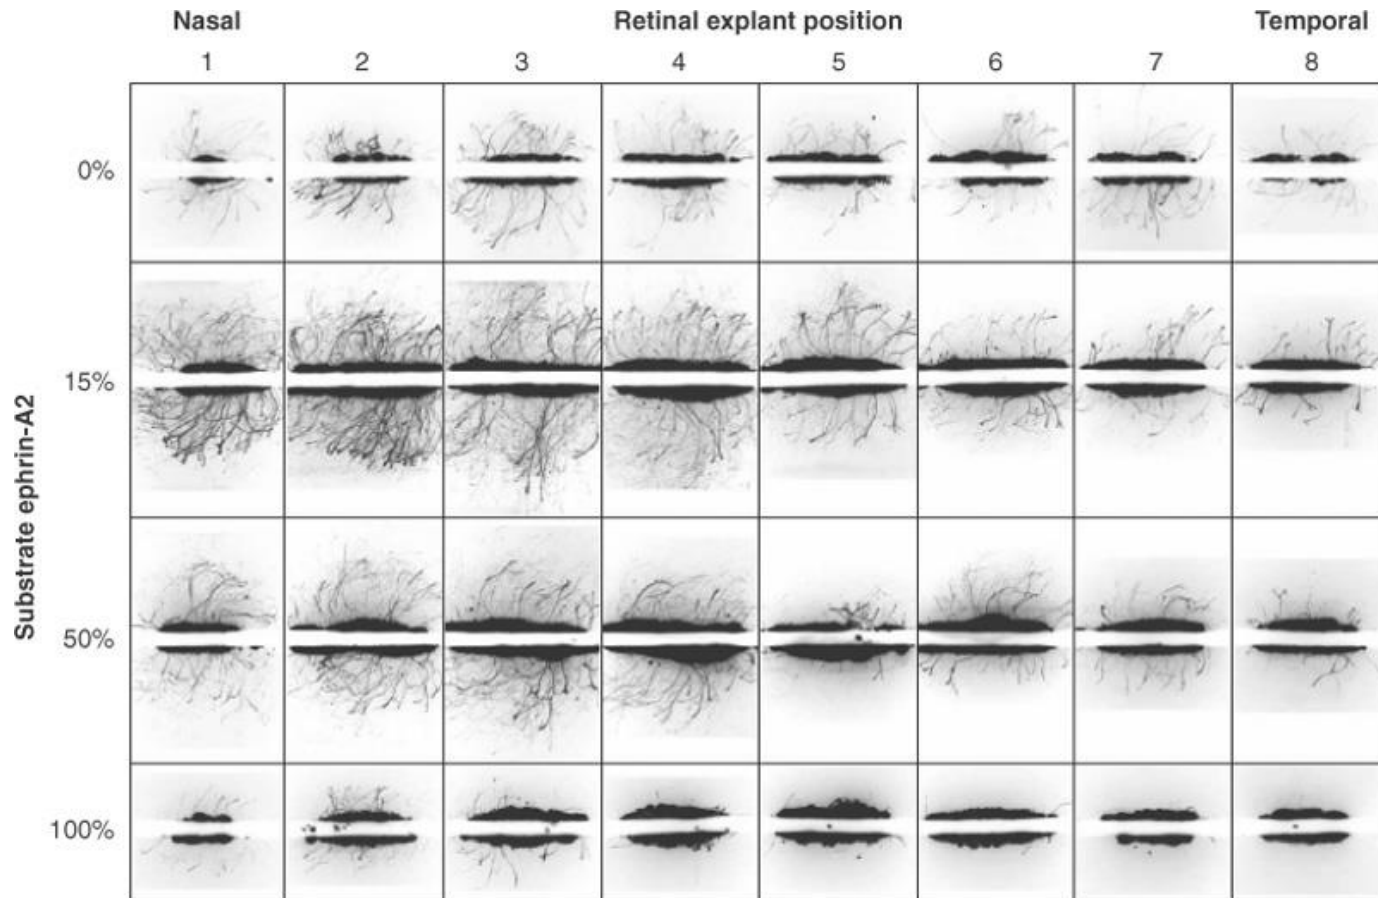 Nasal Retinal explant position Temporal
1 2 3 4 5 6 7 8
Substrate ephrin-A2
0%
15%
50%
100%